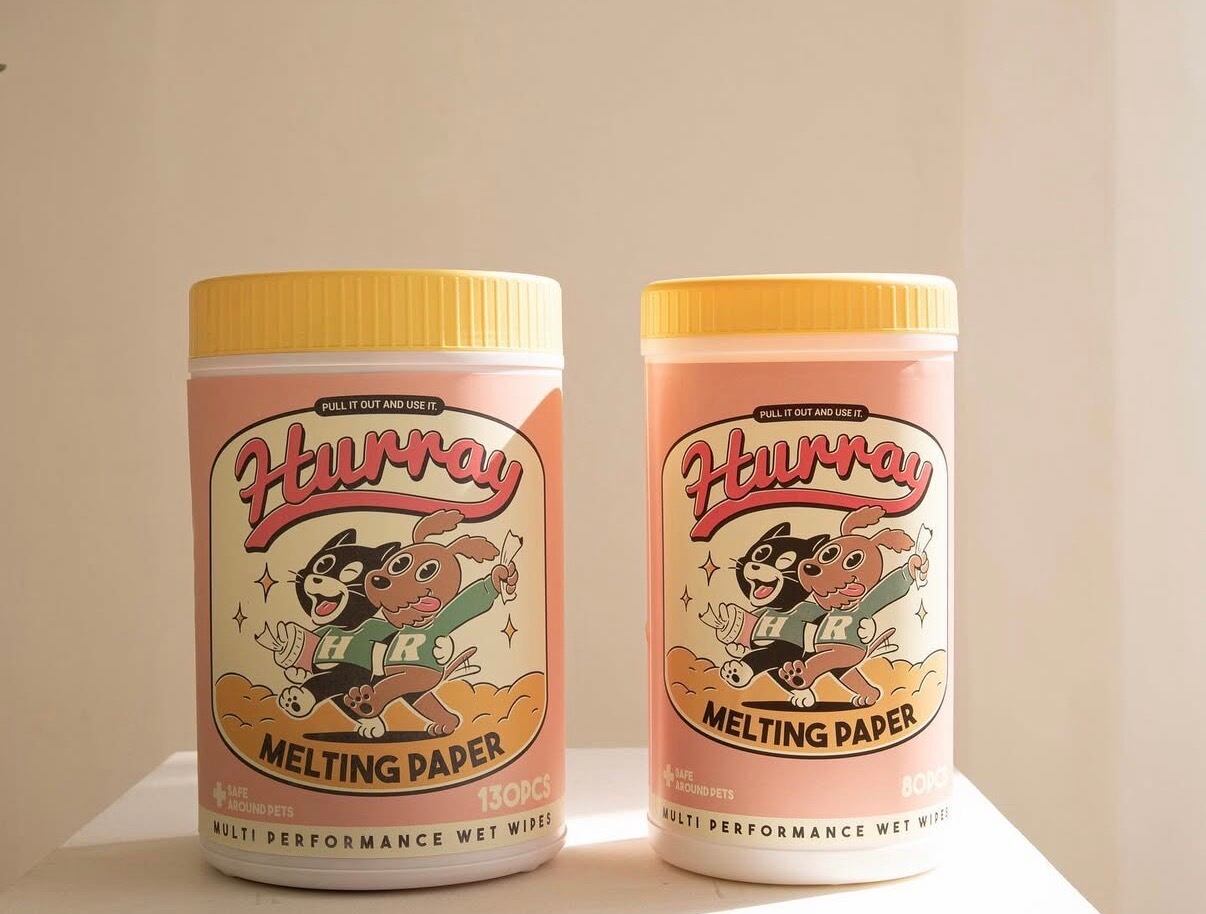 PULL IT OUT AND USE IT.
Hurray
H R
MELTING PAPER
SAFE
AROUND PETS
130PCS
MULTI PERFORMANCE WET WIPES
PULL IT OUT AND USE IT.
Hurray
H R
MELTING PAPER
SAFE
AROUND PETS
80PCS
MULTI PERFORMANCE WET WIPES